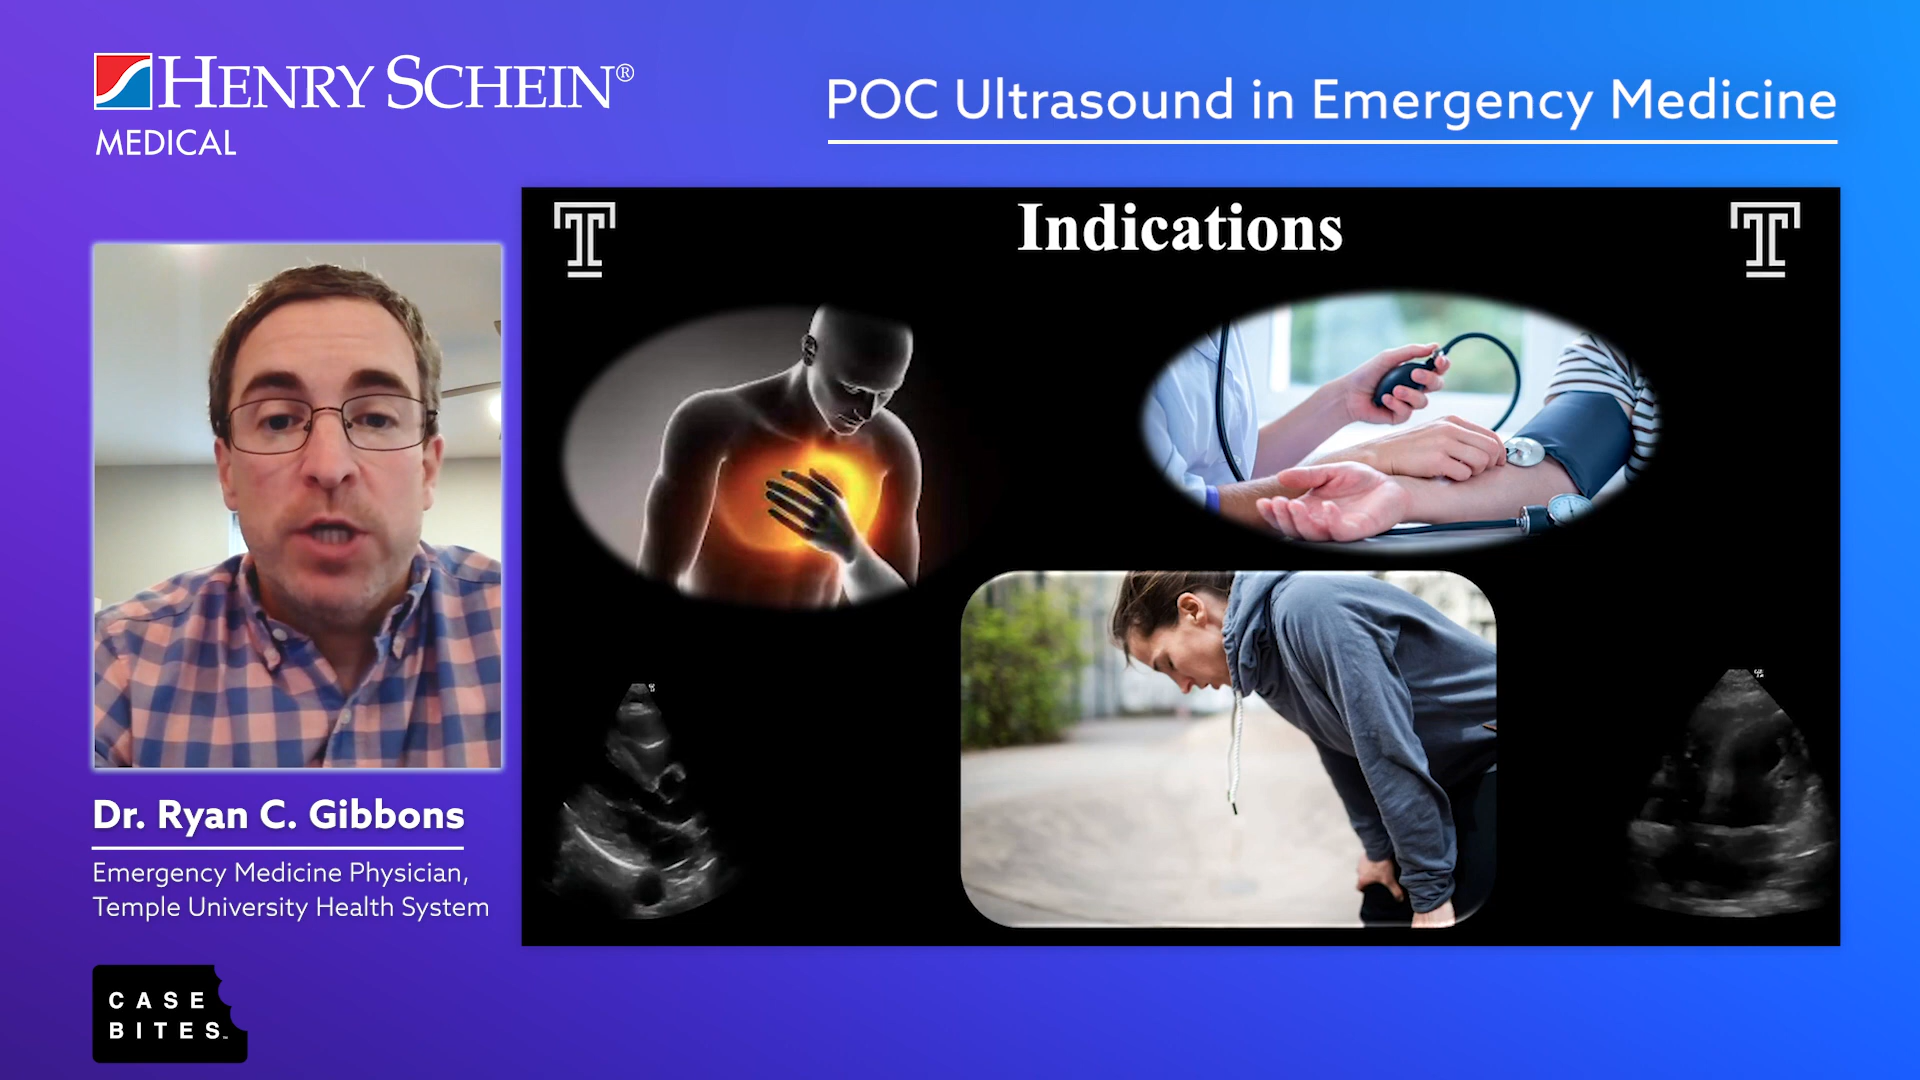 HENRY SCHEIN®
MEDICAL
POC Ultrasound in Emergency Medicine
Indications
Dr. Ryan C. Gibbons
Emergency Medicine Physician,
Temple University Health System
CASE
BITES™